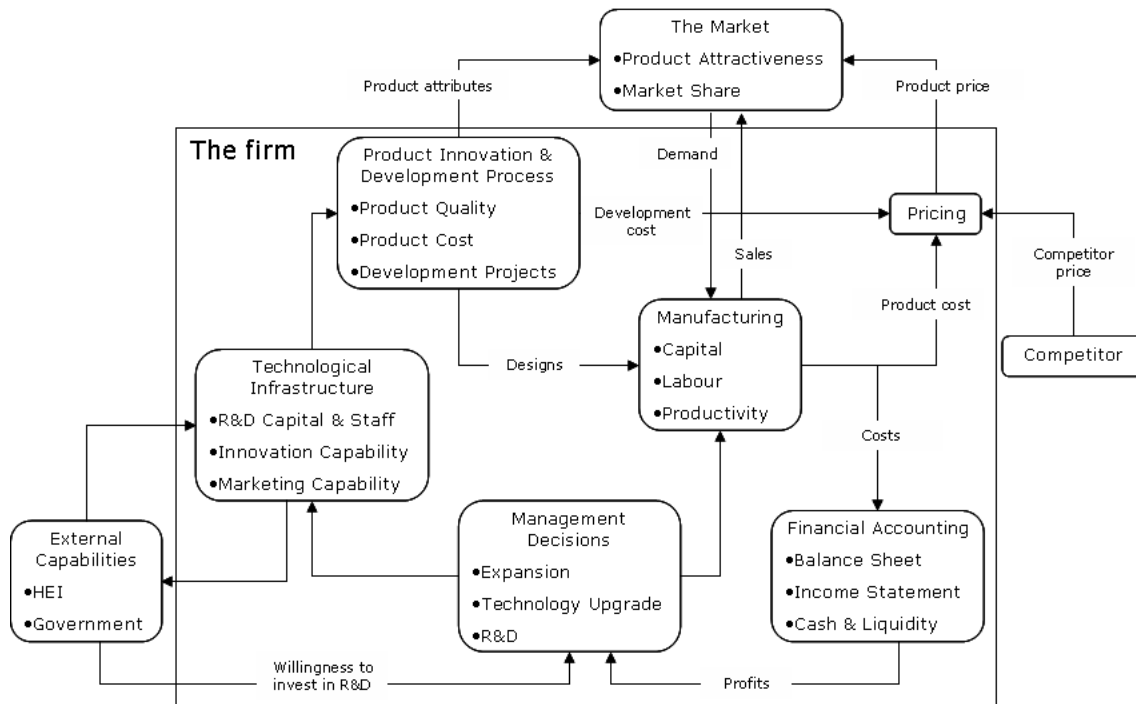 The Market
•Product Attractiveness
•Market Share
Product attributes
Product price
The firm
Product Innovation &
Development Process
•Product Quality
•Product Cost
•Development Projects
Demand
Development
cost
Sales
Pricing
Competitor
price
Product cost
Competitor
Manufacturing
•Capital
•Labour
•Productivity
Designs
Technological
Infrastructure
•R&D Capital & Staff
•Innovation Capability
•Marketing Capability
Costs
External
Capabilities
•HEI
•Government
Management
Decisions
•Expansion
•Technology Upgrade
•R&D
Financial Accounting
•Balance Sheet
•Income Statement
•Cash & Liquidity
Willingness to
invest in R&D
Profits